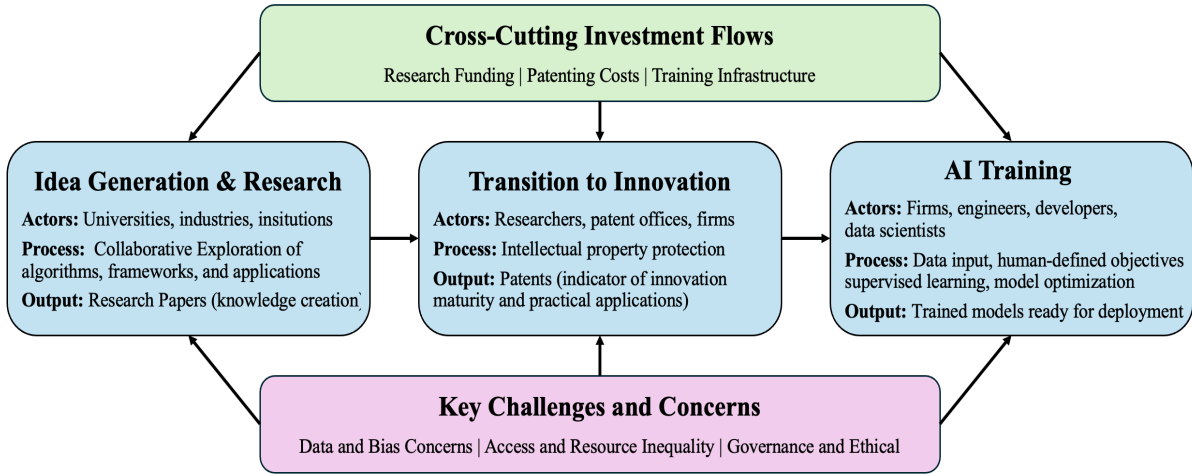 Cross-Cutting Investment Flows
Research Funding | Patenting Costs | Training Infrastructure
Idea Generation & Research
Actors: Universities, industries, insitutions
Process: Collaborative Exploration of
algorithms, frameworks, and applications
Output: Research Papers (knowledge creation)
Transition to Innovation
Actors: Researchers, patent offices, firms
Process: Intellectual property protection
Output: Patents (indicator of innovation
maturity and practical applications)
AI Training
Actors: Firms, engineers, developers,
data scientists
Process: Data input, human-defined objectives
supervised learning, model optimization
Output: Trained models ready for deployment
Key Challenges and Concerns
Data and Bias Concerns | Access and Resource Inequality | Governance and Ethical